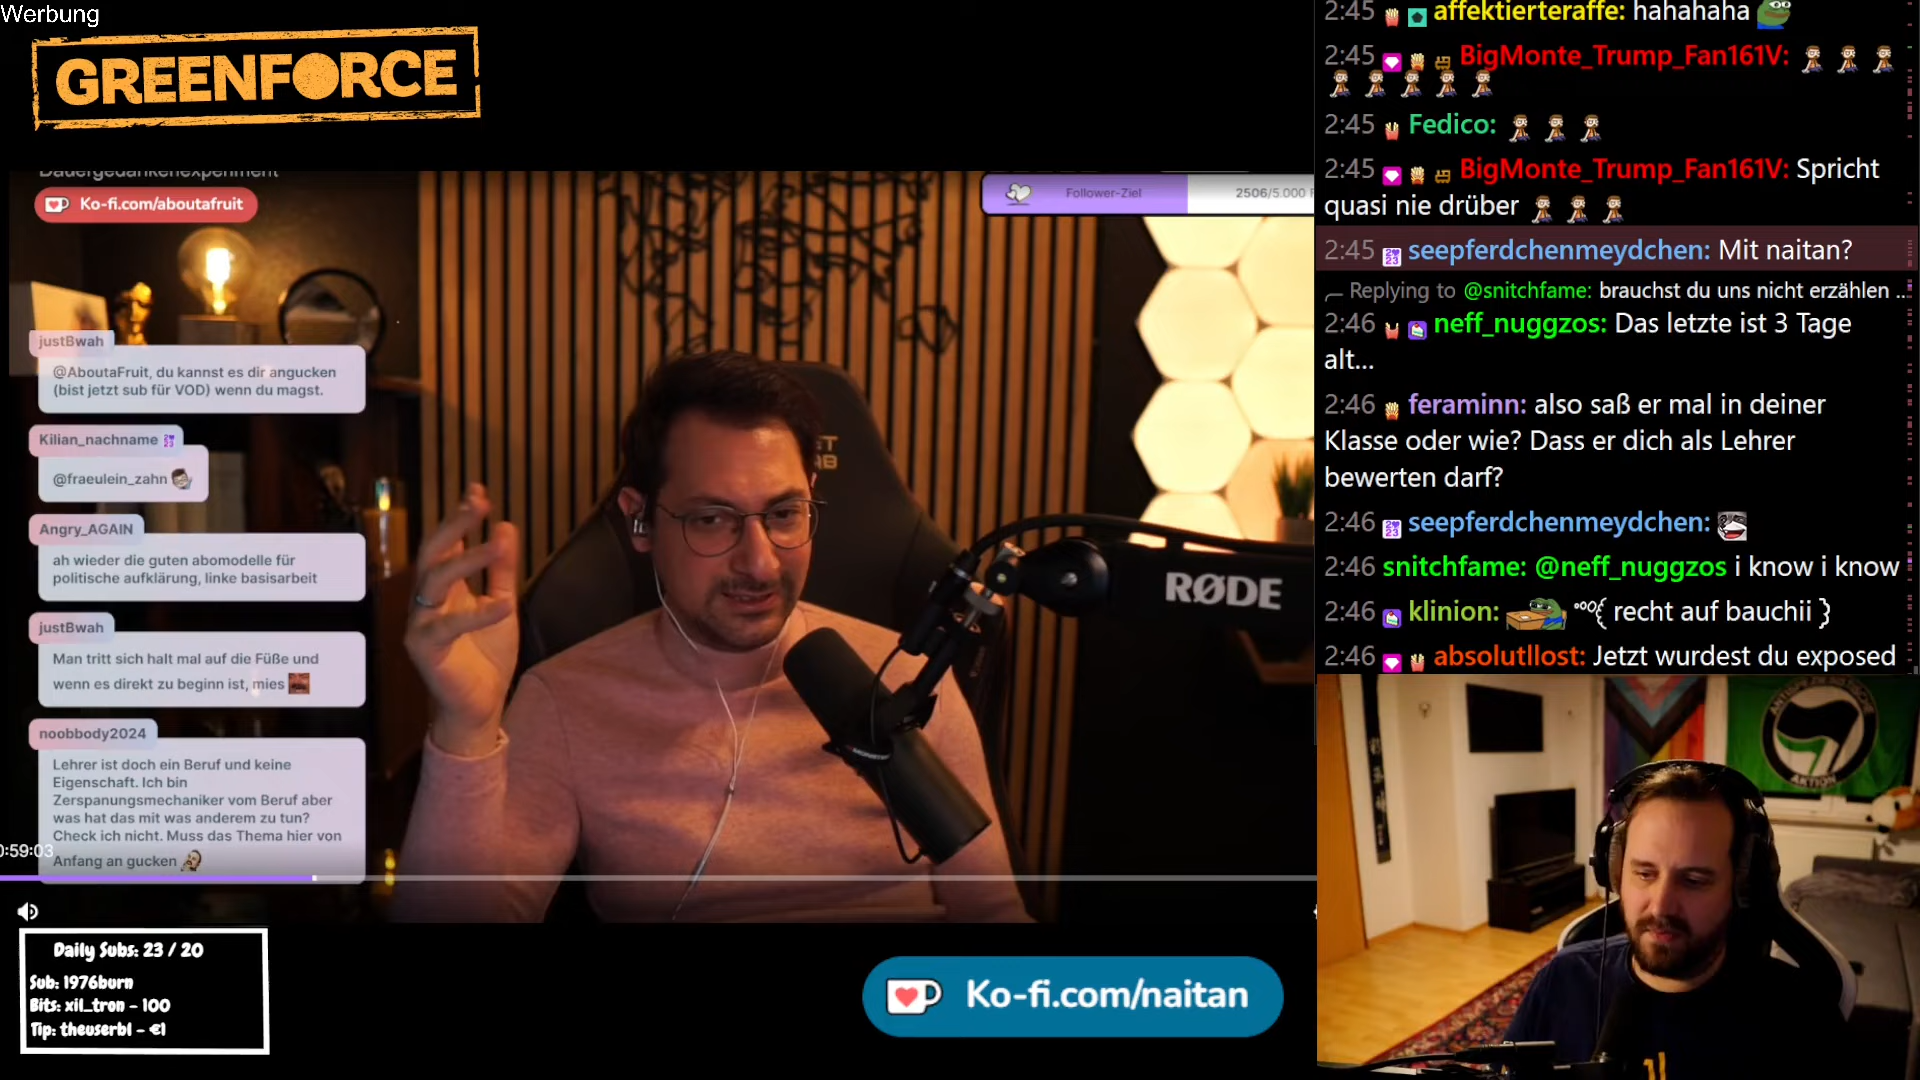 Werbung
GREENFORCE
Dauergedankenexperiment
Ko-fi.com/aboutafruit
Follower-Ziel
2506/5.000
justBwah
@AboutaFruit, du kannst es dir angucken
(bist jetzt sub für VOD) wenn du magst.
Kilian_nachname
@fraeulein_zahn
Angry_AGAIN
ah wieder die guten abomodelle für
politische aufklärung, linke basisarbeit
justBwah
Man tritt sich halt mal auf die Füße und
wenn es direkt zu beginn ist, mies
noobbody2024
Lehrer ist doch ein Beruf und keine
Eigenschaft. Ich bin
Zerspanungsmechaniker vom Beruf aber
was hat das mit was anderem zu tun?
Check ich nicht. Muss das Thema hier von
Anfang an gucken
0:59:03
RØDE
Daily Subs: 23 / 20
Sub: 1976burn
Bits: xil_tron - 100
Tip: theuserbl - €1
Ko-fi.com/naitan
2:45 affektierteraffe: hahahaha
2:45 BigMonte_Trump_Fan161V:
2:45 Fedico:
2:45 BigMonte_Trump_Fan161V: Spricht
quasi nie drüber
2:45 seepferdchenmeydchen: Mit naitan?
Replying to @snitchfame: brauchst du uns nicht erzählen ...
2:46 neff_nuggzos: Das letzte ist 3 Tage
alt...
2:46 feraminn: also saß er mal in deiner
Klasse oder wie? Dass er dich als Lehrer
bewerten darf?
2:46 seepferdchenmeydchen:
2:46 snitchfame: @neff_nuggzos i know i know
2:46 klinion: { recht auf bauchii }
2:46 absolutllost: Jetzt wurdest du exposed
AKTION